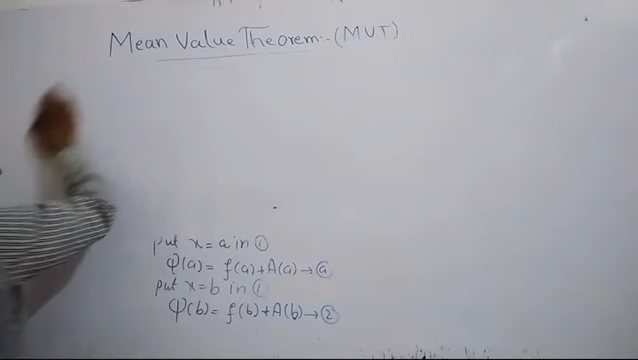 Mean Value Theorem:-(MVT)
put x=a in ①
φ(a)= f(a)+A(a)→ⓐ
put x=b in ①
φ(b)= f(b)+A(b)→②